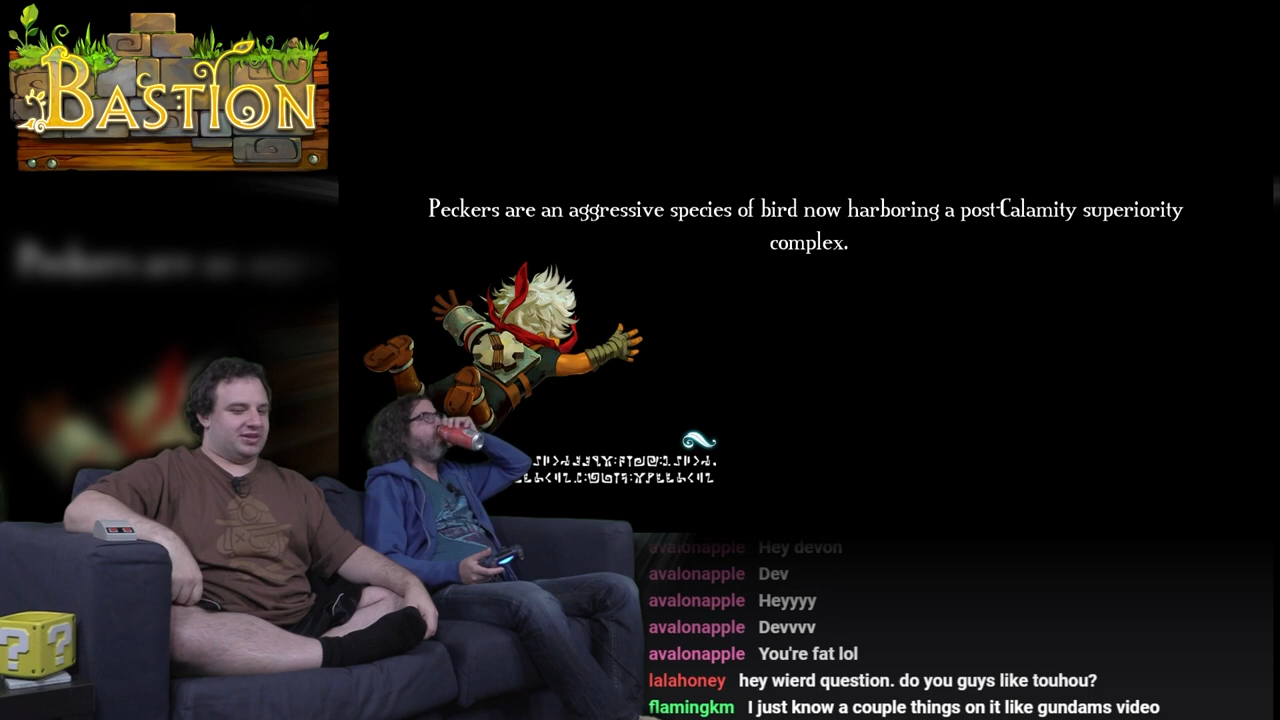 BASTION
Peckers are an aggressive species of bird now harboring a post-Calamity superiority
complex.
avalonapple Hey devon
avalonapple Dev
avalonapple Heyyyy
avalonapple Devvvv
avalonapple You're fat lol
lalahoney hey wierd question. do you guys like touhou?
flamingkm I just know a couple things on it like gundams video
? ?